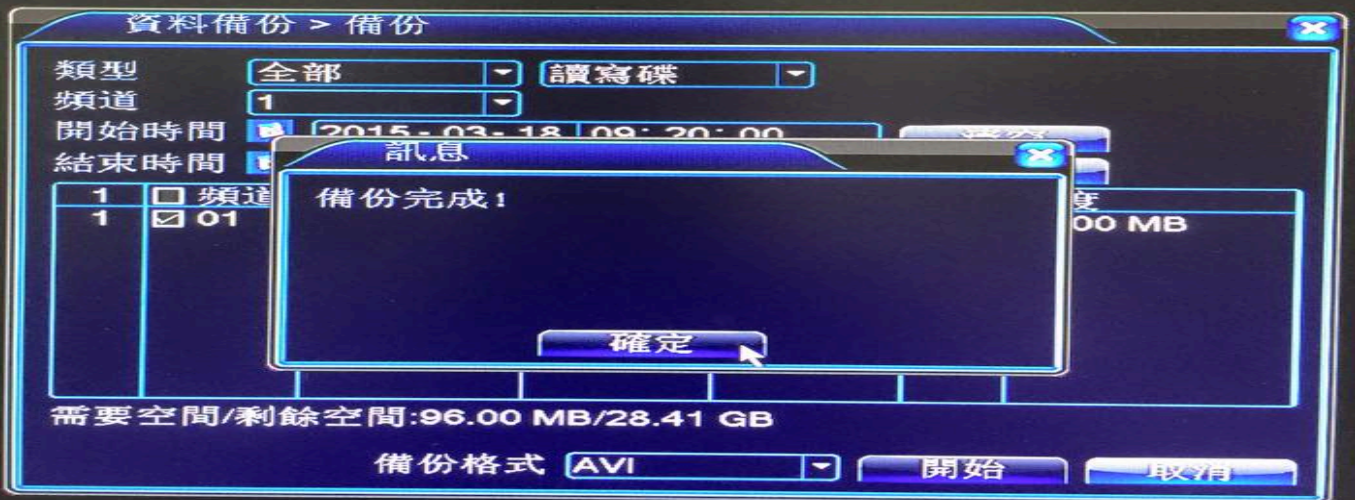 資料備份 > 備份
類型 全部 讀寫碟
頻道 1
開始時間 2015 - 03 - 18 09 : 20 : 00
結束時間
訊息
備份完成!
確定
1 頻道 度
1 01 00 MB
需要空間/剩餘空間:96.00 MB/28.41 GB
備份格式 AVI 開始 取消